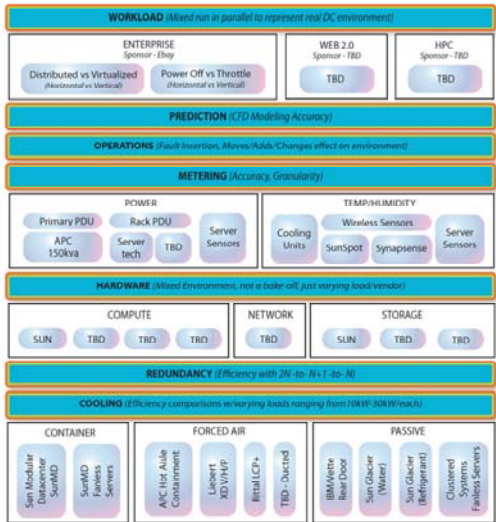 WORKLOAD (Mixed run in parallel to represent real DC environment)
ENTERPRISE
Sponsor - Ebay
Distributed vs Virtualized
(Horizontal vs Vertical)
Power Off vs Throttle
(Horizontal vs Vertical)
WEB 2.0
Sponsor -TBD
TBD
HPC
Sponsor -TBD
TBD
PREDICTION (CFD Modeling Accuracy)
OPERATIONS (Fault Insertion, Moves/Adds/Changes effect on environment)
METERING (Accuracy, Granularity)
POWER
Primary PDU
Rack PDU
APC
150kva
Server
tech
TBD
Server
Sensors
TEMP/HUMIDITY
Cooling
Units
Wireless Sensors
SunSpot
Synapsense
Server
Sensors
HARDWARE (Mixed Environment, not a bake-off, just varying load/vendor)
COMPUTE
SUN
TBD
TBD
TBD
NETWORK
TBD
STORAGE
SUN
TBD
TBD
REDUNDANCY (Efficiency with 2N -to- N+1 -to- N)
COOLING (Efficiency comparisons w/varying loads ranging from 10kW-30kW/each)
CONTAINER
Sun Modular
Datacenter
SunMD
SunMD
Fanless
Servers
FORCED AIR
APC Hot Aisle
Containment
Liebert
XD V/H/P
Rittal LCP+
TBD - Ducted
PASSIVE
IBM/Vette
Rear Door
Sun Glacier
(Water)
Sun Glacier
(Refrigerant)
Clustered
Systems
Fanless Servers